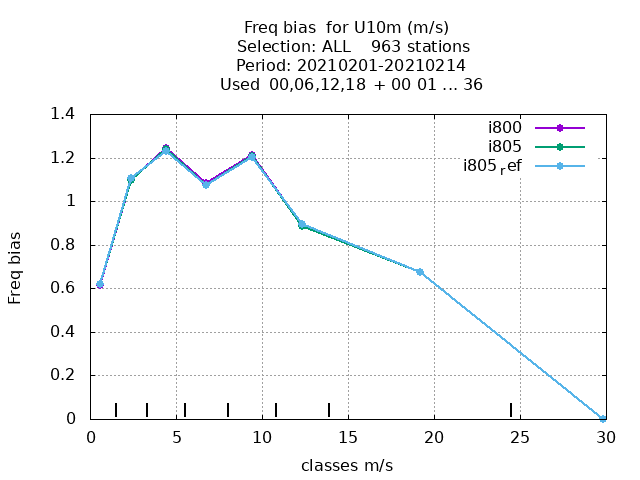 Freq bias  for U10m (m/s)
Selection: ALL    963 stations
Period: 20210201-20210214
Used  00,06,12,18  + 00 01 ... 36
1.4
1.2
1
0.8
0.6
0.4
0.2
0
Freq bias
i800
i805
i805ref
0 5 10 15 20 25 30
classes m/s